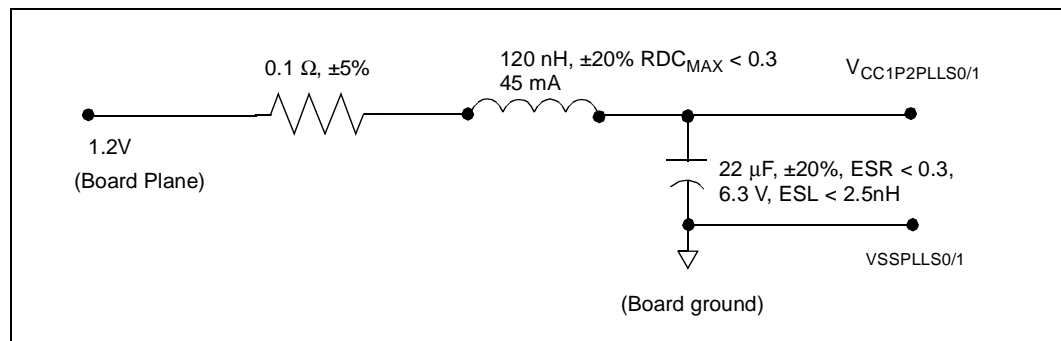 0.1 Ω, ±5%
120 nH, ±20% RDCMAX < 0.3
45 mA
VCC1P2PLLS0/1
1.2V
(Board Plane)
22 μF, ±20%, ESR < 0.3,
6.3 V, ESL < 2.5nH
VSSPLLS0/1
(Board ground)